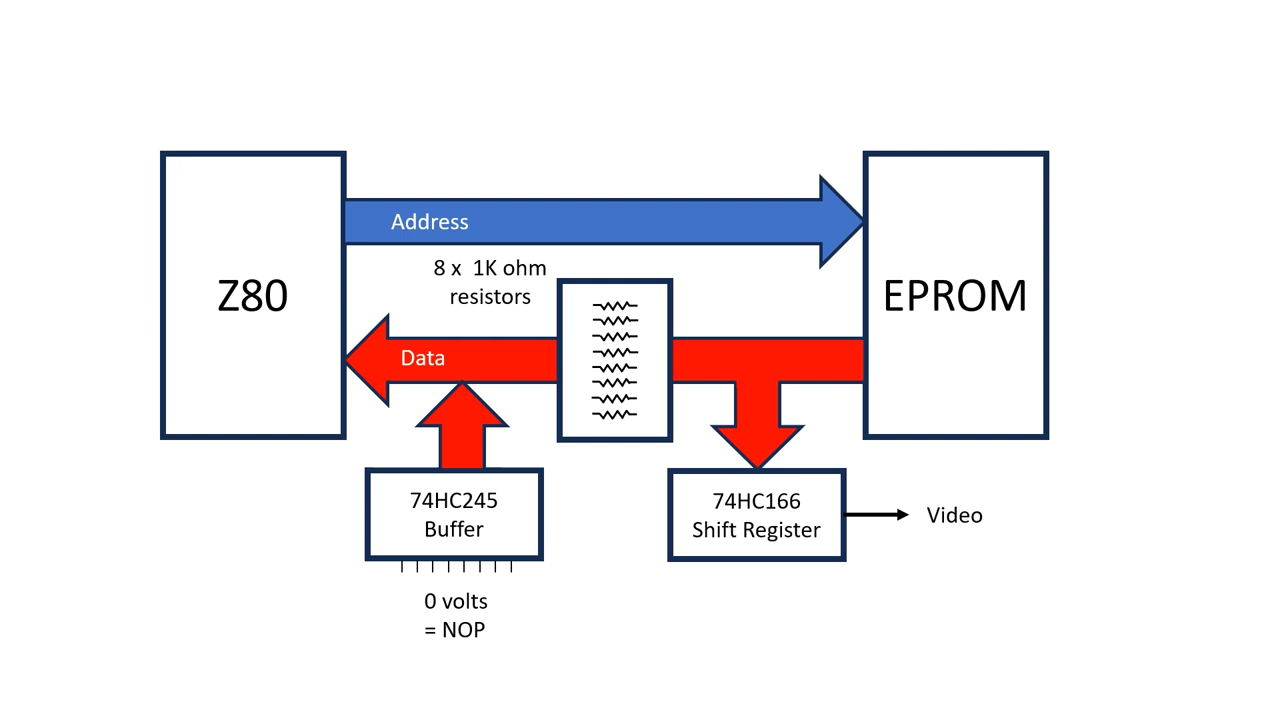 Address
8 x 1K ohm
resistors
Z80
EPROM
Data
74HC245
Buffer
74HC166
Shift Register
Video
0 volts
= NOP